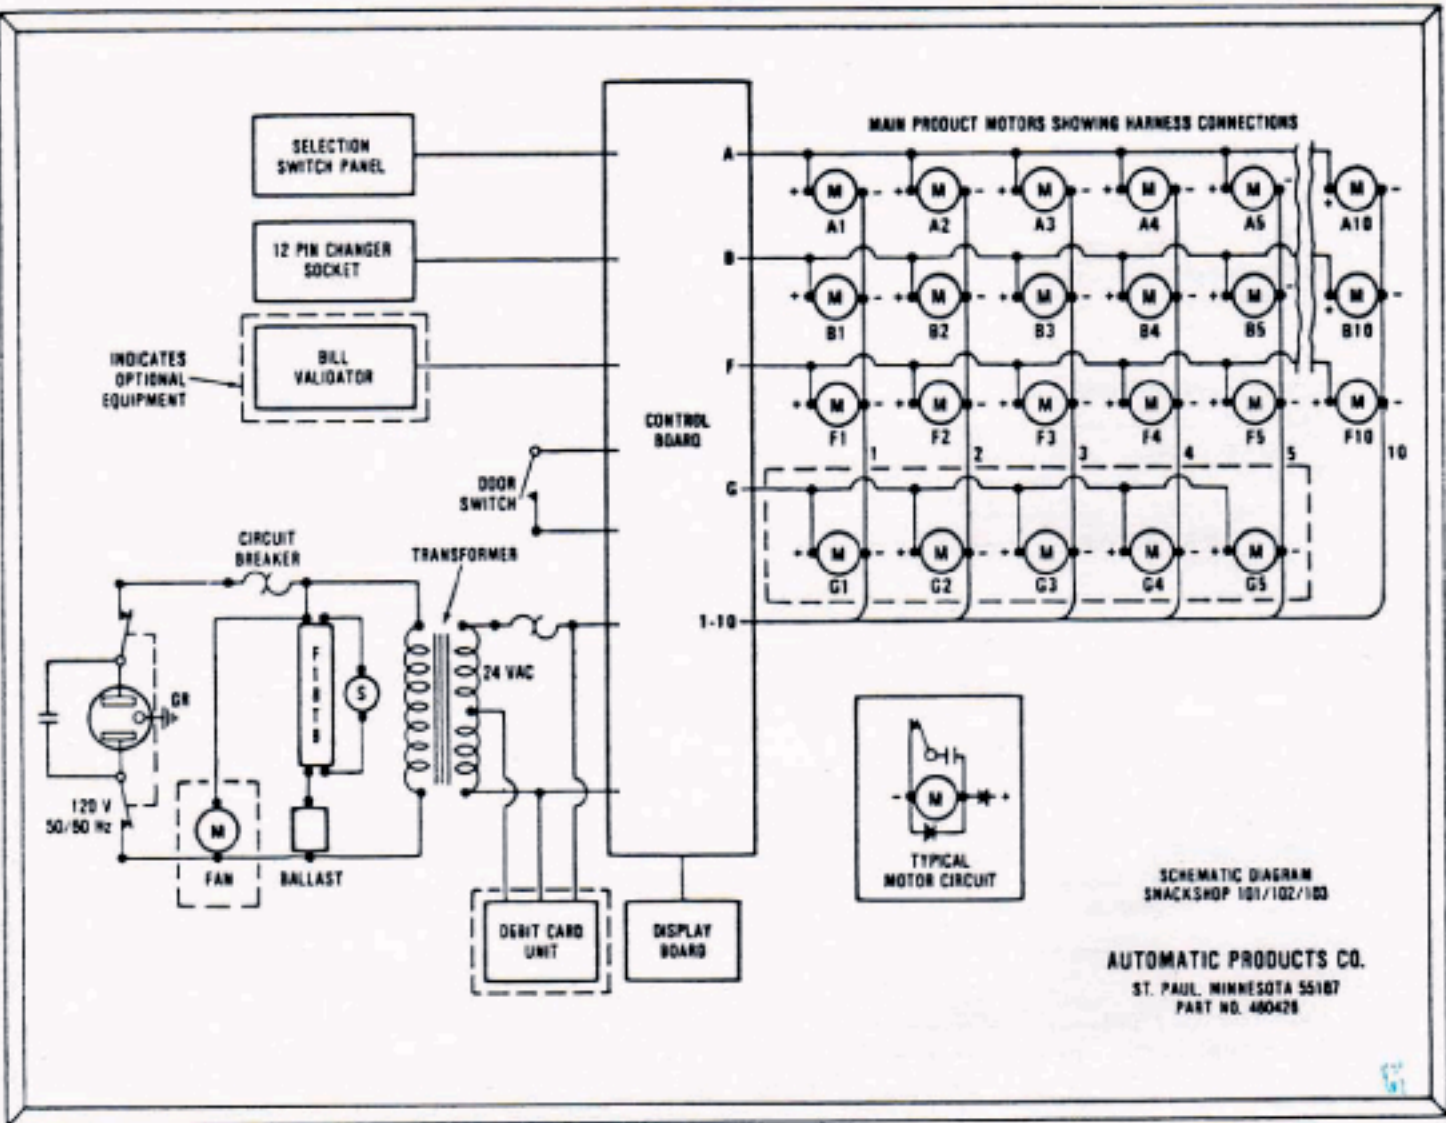 MAIN PRODUCT MOTORS SHOWING HARNESS CONNECTIONS
SELECTION
SWITCH PANEL
12 PIN CHANGER
SOCKET
BILL
VALIDATOR
INDICATES
OPTIONAL
EQUIPMENT
CONTROL
BOARD
DOOR
SWITCH
CIRCUIT
BREAKER
TRANSFORMER
24 VAC
GR
S
120 V
50/60 Hz
M
FAN
BALLAST
DEBIT CARD
UNIT
DISPLAY
BOARD
A
+ M - + M - + M - + M - + M - + M -
A1 A2 A3 A4 A5 A10
B
+ M - + M - + M - + M - + M - + M -
B1 B2 B3 B4 B5 B10
F
+ M - + M - + M - + M - + M - M -
F1 F2 F3 F4 F5 F10
1 2 3 4 5 10
G
+ M - + M - + M - + M - + M -
G1 G2 G3 G4 G5
1-10
- M +
TYPICAL
MOTOR CIRCUIT
SCHEMATIC DIAGRAM
SNACKSHOP 101/102/103
AUTOMATIC PRODUCTS CO.
ST. PAUL, MINNESOTA 55107
PART NO.